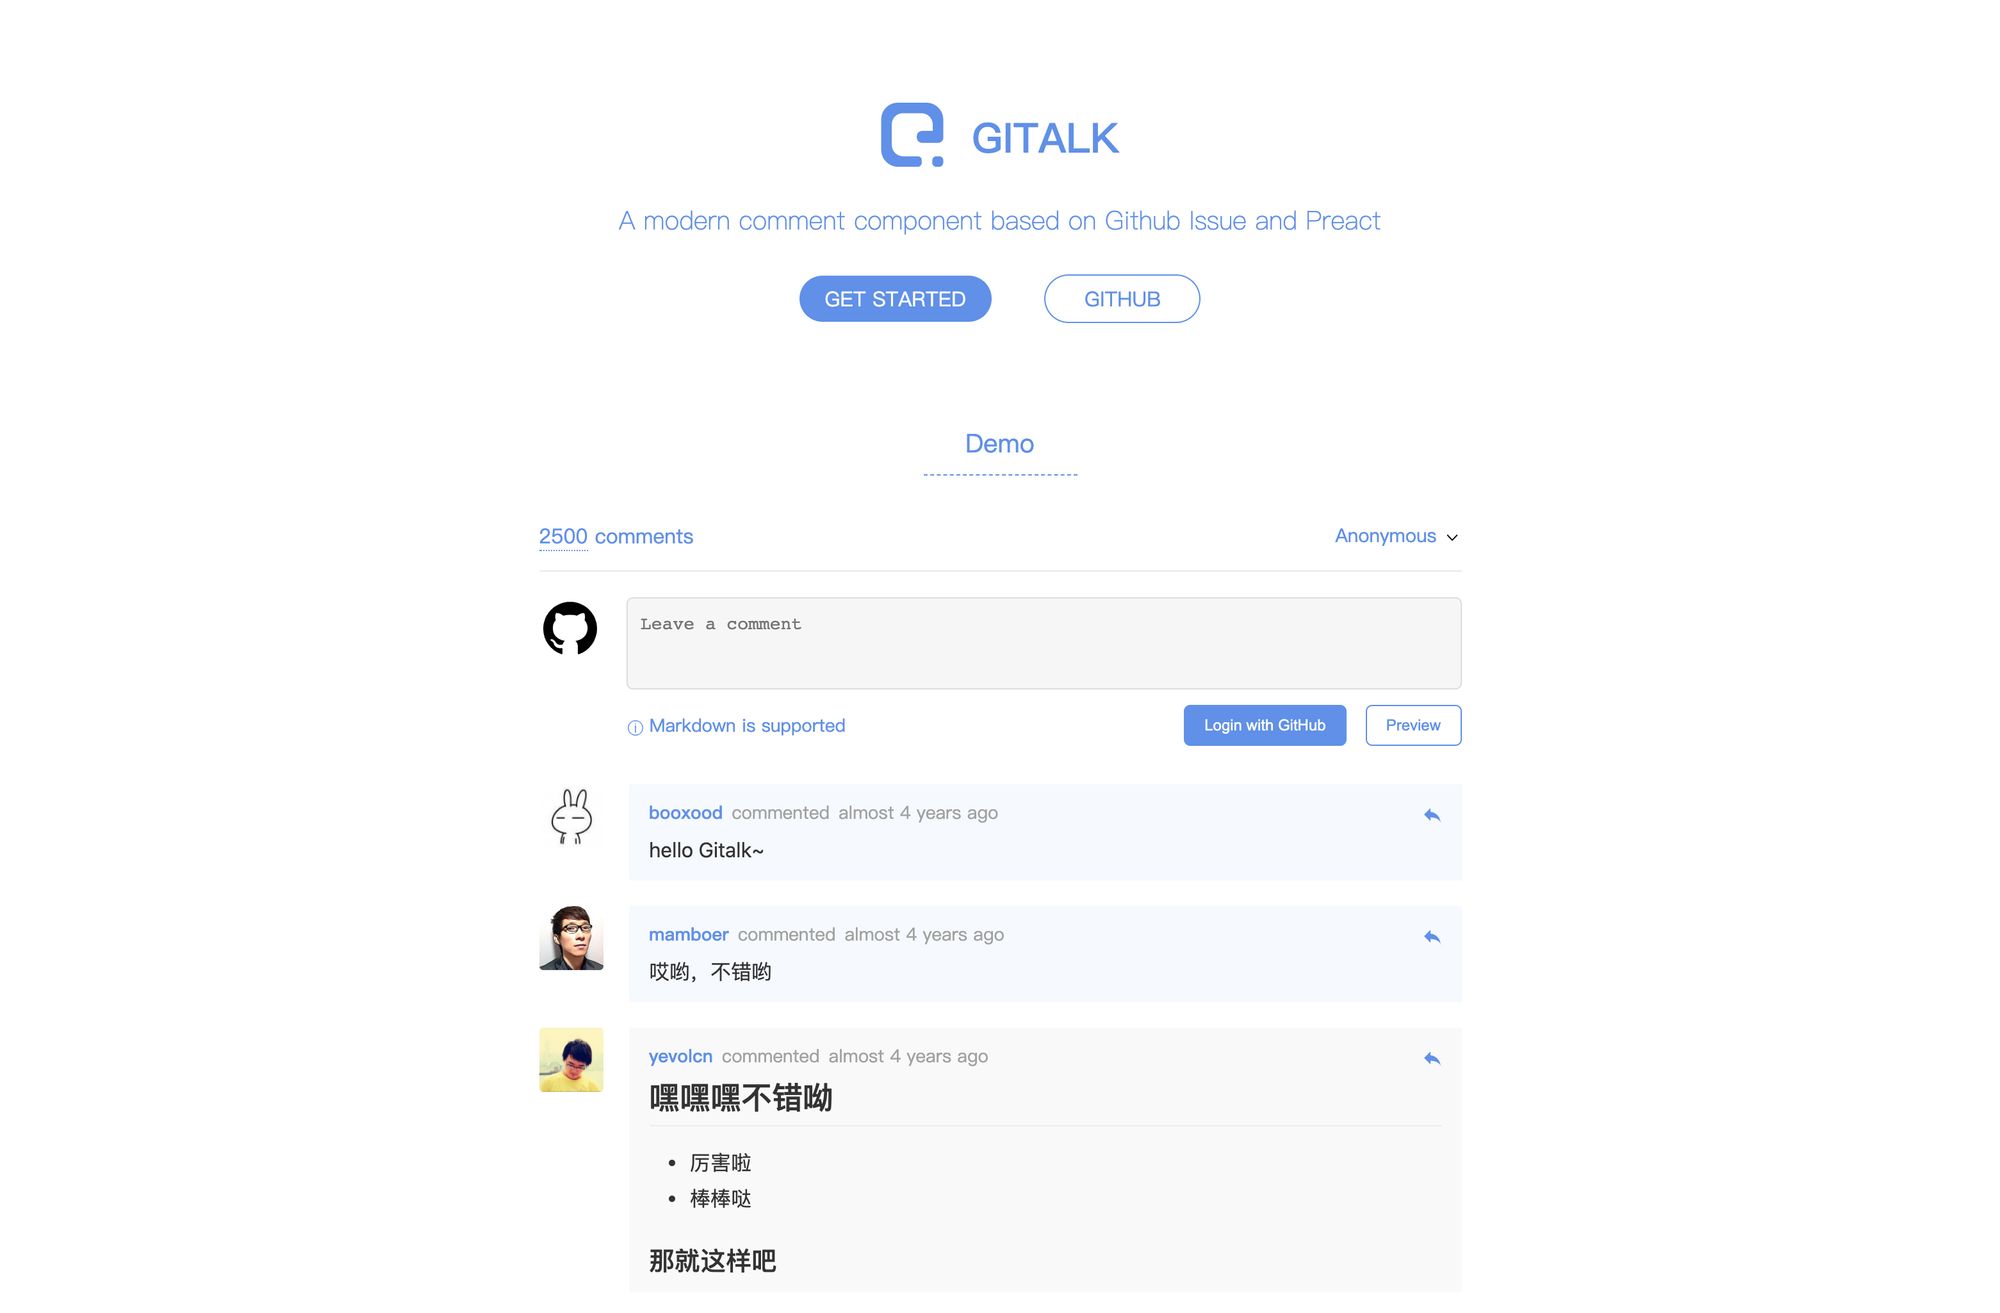 GITALK
A modern comment component based on Github Issue and Preact
GET STARTED
GITHUB
Demo
2500 comments
Anonymous
Leave a comment
Markdown is supported
Login with GitHub
Preview
booxood commented almost 4 years ago
hello Gitalk~
mamboer commented almost 4 years ago
哎哟，不错哟
yevolcn commented almost 4 years ago
嘿嘿嘿不错呦
厉害啦
棒棒哒
那就这样吧